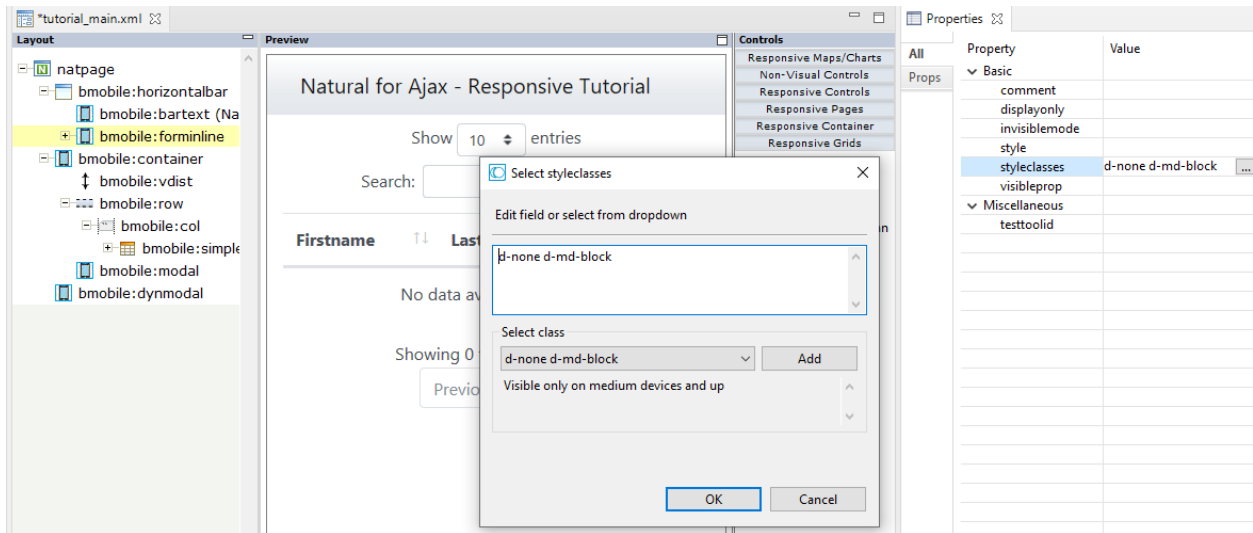 *tutorial_main.xml
Layout
natpage
bmobile:horizontalbar
bmobile:bartext (Na
bmobile:forminline
bmobile:container
bmobile:vdist
bmobile:row
bmobile:col
bmobile:simple
bmobile:modal
bmobile:dynmodal
Preview
Natural for Ajax - Responsive Tutorial
Show 10 entries
Search:
Firstname Last
No data av
Showing 0
Previo
Controls
Responsive Maps/Charts
Non-Visual Controls
Responsive Controls
Responsive Pages
Responsive Container
Responsive Grids
Select styleclasses
Edit field or select from dropdown
d-none d-md-block
Select class
d-none d-md-block Add
Visible only on medium devices and up
OK Cancel
Properties
All
Props
Property Value
Basic
comment
displayonly
invisiblemode
style
styleclasses d-none d-md-block ...
visibleprop
Miscellaneous
testtoolid